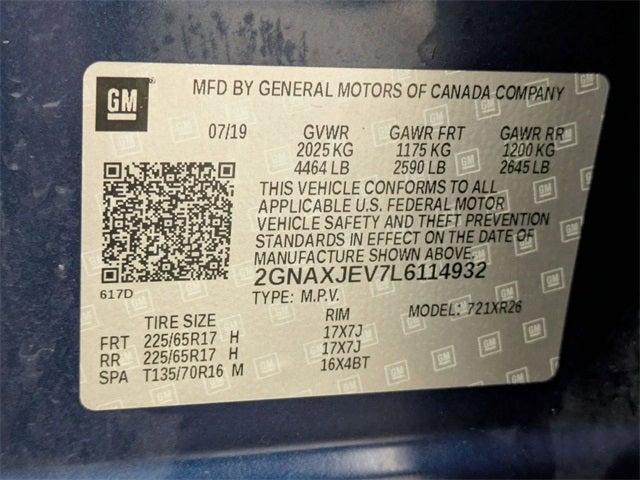 GM
MFD BY GENERAL MOTORS OF CANADA COMPANY
07/19 GVWR GAWR FRT GAWR RR
2025 KG 1175 KG 1200 KG
4464 LB 2590 LB 2645 LB
THIS VEHICLE CONFORMS TO ALL
APPLICABLE U.S. FEDERAL MOTOR
VEHICLE SAFETY AND THEFT PREVENTION
STANDARDS IN EFFECT ON THE DATE OF
MANUFACTURE SHOWN ABOVE.
617D
2GNAXJEV7L6114932
TYPE: M.P.V. MODEL: 721XR26
TIRE SIZE RIM
FRT 225/65R17 H 17X7J
RR 225/65R17 H 17X7J
SPA T135/70R16 M 16X4BT